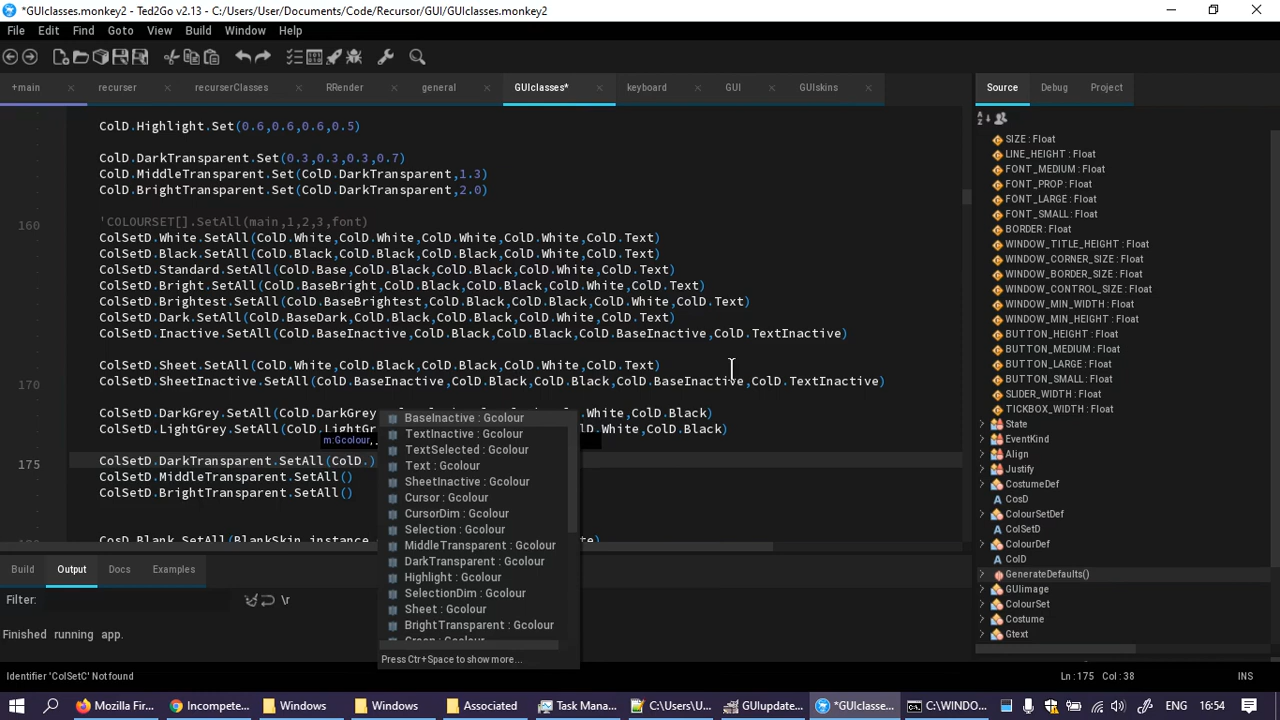 *GUIclasses.monkey2 - Ted2Go v2.13 - C:/Users/User/Documents/Code/Recursor/GUI/GUIclasses.monkey2
File Edit Find GoTo View Build Window Help
+main recurser recurserClasses RRender general GUIclasses* keyboard GUI GUIskins Source Debug Project
ColD.Highlight.Set(0.6,0.6,0.6,0.5)
ColD.DarkTransparent.Set(0.3,0.3,0.3,0.7)
ColD.MiddleTransparent.Set(ColD.DarkTransparent,1.3)
ColD.BrightTransparent.Set(ColD.DarkTransparent,2.0)
160 'COLOURSET[].SetAll(main,1,2,3,font)
ColSetD.White.SetAll(ColD.White,ColD.White,ColD.White,ColD.White,ColD.Text)
ColSetD.Black.SetAll(ColD.Black,ColD.Black,ColD.Black,ColD.White,ColD.Text)
ColSetD.Standard.SetAll(ColD.Base,ColD.Black,ColD.Black,ColD.White,ColD.Text)
ColSetD.Bright.SetAll(ColD.BaseBright,ColD.Black,ColD.Black,ColD.White,ColD.Text)
ColSetD.Brightest.SetAll(ColD.BaseBrightest,ColD.Black,ColD.Black,ColD.White,ColD.Text)
ColSetD.Dark.SetAll(ColD.BaseDark,ColD.Black,ColD.Black,ColD.White,ColD.Text)
ColSetD.Inactive.SetAll(ColD.BaseInactive,ColD.Black,ColD.Black,ColD.BaseInactive,ColD.TextInactive)
ColSetD.Sheet.SetAll(ColD.White,ColD.Black,ColD.Black,ColD.White,ColD.Text)
170 ColSetD.SheetInactive.SetAll(ColD.BaseInactive,ColD.Black,ColD.Black,ColD.BaseInactive,ColD.TextInactive)
ColSetD.DarkGrey.SetAll(ColD.DarkGrey White,ColD.Black)
ColSetD.LightGrey.SetAll(ColD.LightGre D.White,ColD.Black)
m:Gcolour,
175 ColSetD.DarkTransparent.SetAll(ColD.)
ColSetD.MiddleTransparent.SetAll()
ColSetD.BrightTransparent.SetAll()
CosD.Blank.SetAll(BlankSkin.instance
BaseInactive : Gcolour
TextInactive : Gcolour
TextSelected : Gcolour
Text : Gcolour
SheetInactive : Gcolour
Cursor : Gcolour
CursorDim : Gcolour
Selection : Gcolour
MiddleTransparent : Gcolour
DarkTransparent : Gcolour
Highlight : Gcolour
SelectionDim : Gcolour
Sheet : Gcolour
BrightTransparent : Gcolour
Press Ctr+Space to show more...
SIZE : Float
LINE_HEIGHT : Float
FONT_MEDIUM : Float
FONT_PROP : Float
FONT_LARGE : Float
FONT_SMALL : Float
BORDER : Float
WINDOW_TITLE_HEIGHT : Float
WINDOW_CORNER_SIZE : Float
WINDOW_BORDER_SIZE : Float
WINDOW_CONTROL_SIZE : Float
WINDOW_MIN_WIDTH : Float
WINDOW_MIN_HEIGHT : Float
BUTTON_HEIGHT : Float
BUTTON_MEDIUM : Float
BUTTON_LARGE : Float
BUTTON_SMALL : Float
SLIDER_WIDTH : Float
TICKBOX_WIDTH : Float
State
EventKind
Align
Justify
CostumeDef
CosD
ColourSetDef
ColSetD
ColourDef
ColD
GenerateDefaults()
GUIimage
ColourSet
Costume
Gtext
Build Output Docs Examples
Filter: \r
Finished running app.
Identifier 'ColSetC' Not found Ln : 175 Col : 38 INS
Mozilla Fir... Incompete... Windows Windows Associated Task Mana... C:\Users\U... GUIupdate... *GUIclasse... C:\WINDO... 16:54